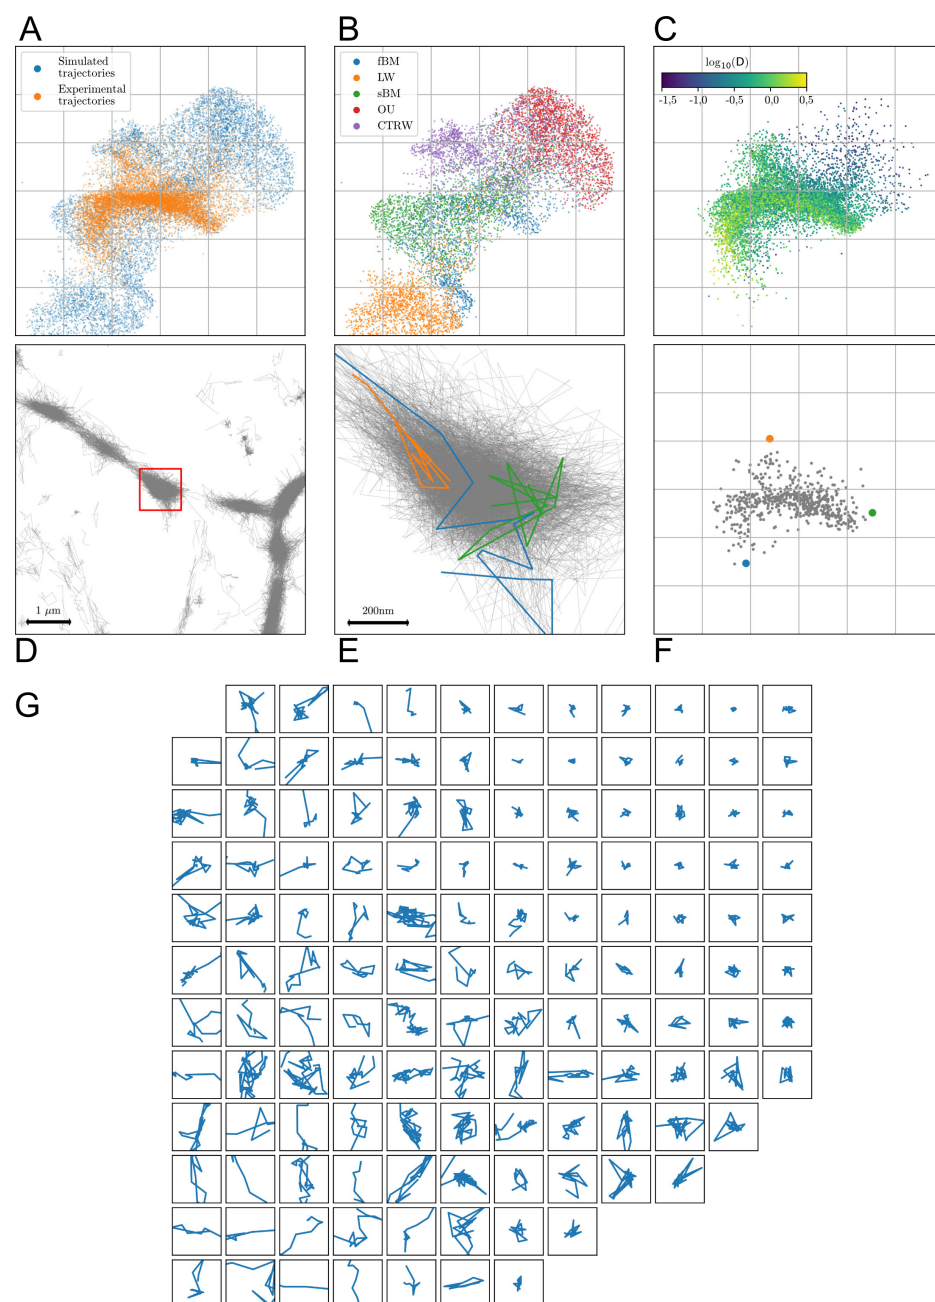 A
B
C
Simulated
trajectories
Experimental
trajectories
fBM
LW
sBM
OU
CTRW
log10(D)
-1,5 -1,0 -0,5 0,0 0,5
1 μm
200nm
D
E
F
G